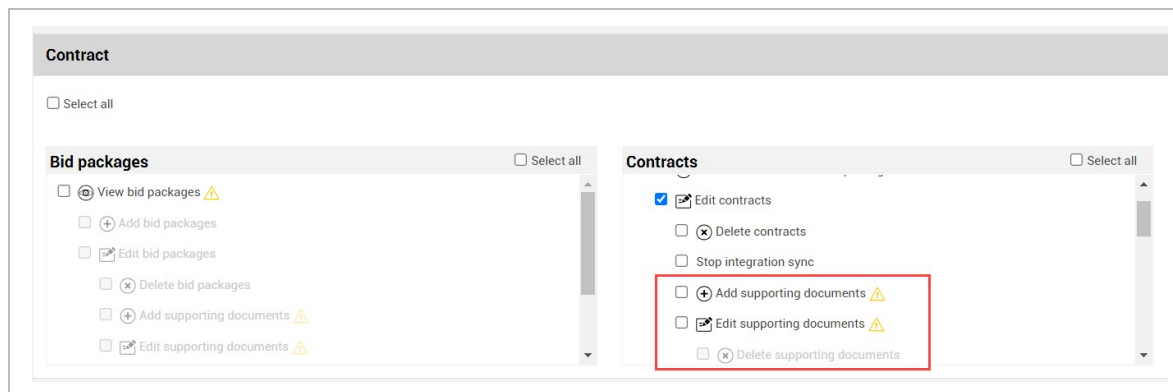 Contract
Select all
Bid packages
Select all
View bid packages
Add bid packages
Edit bid packages
Delete bid packages
Add supporting documents
Edit supporting documents
Contracts
Select all
Edit contracts
Delete contracts
Stop integration sync
Add supporting documents
Edit supporting documents
Delete supporting documents